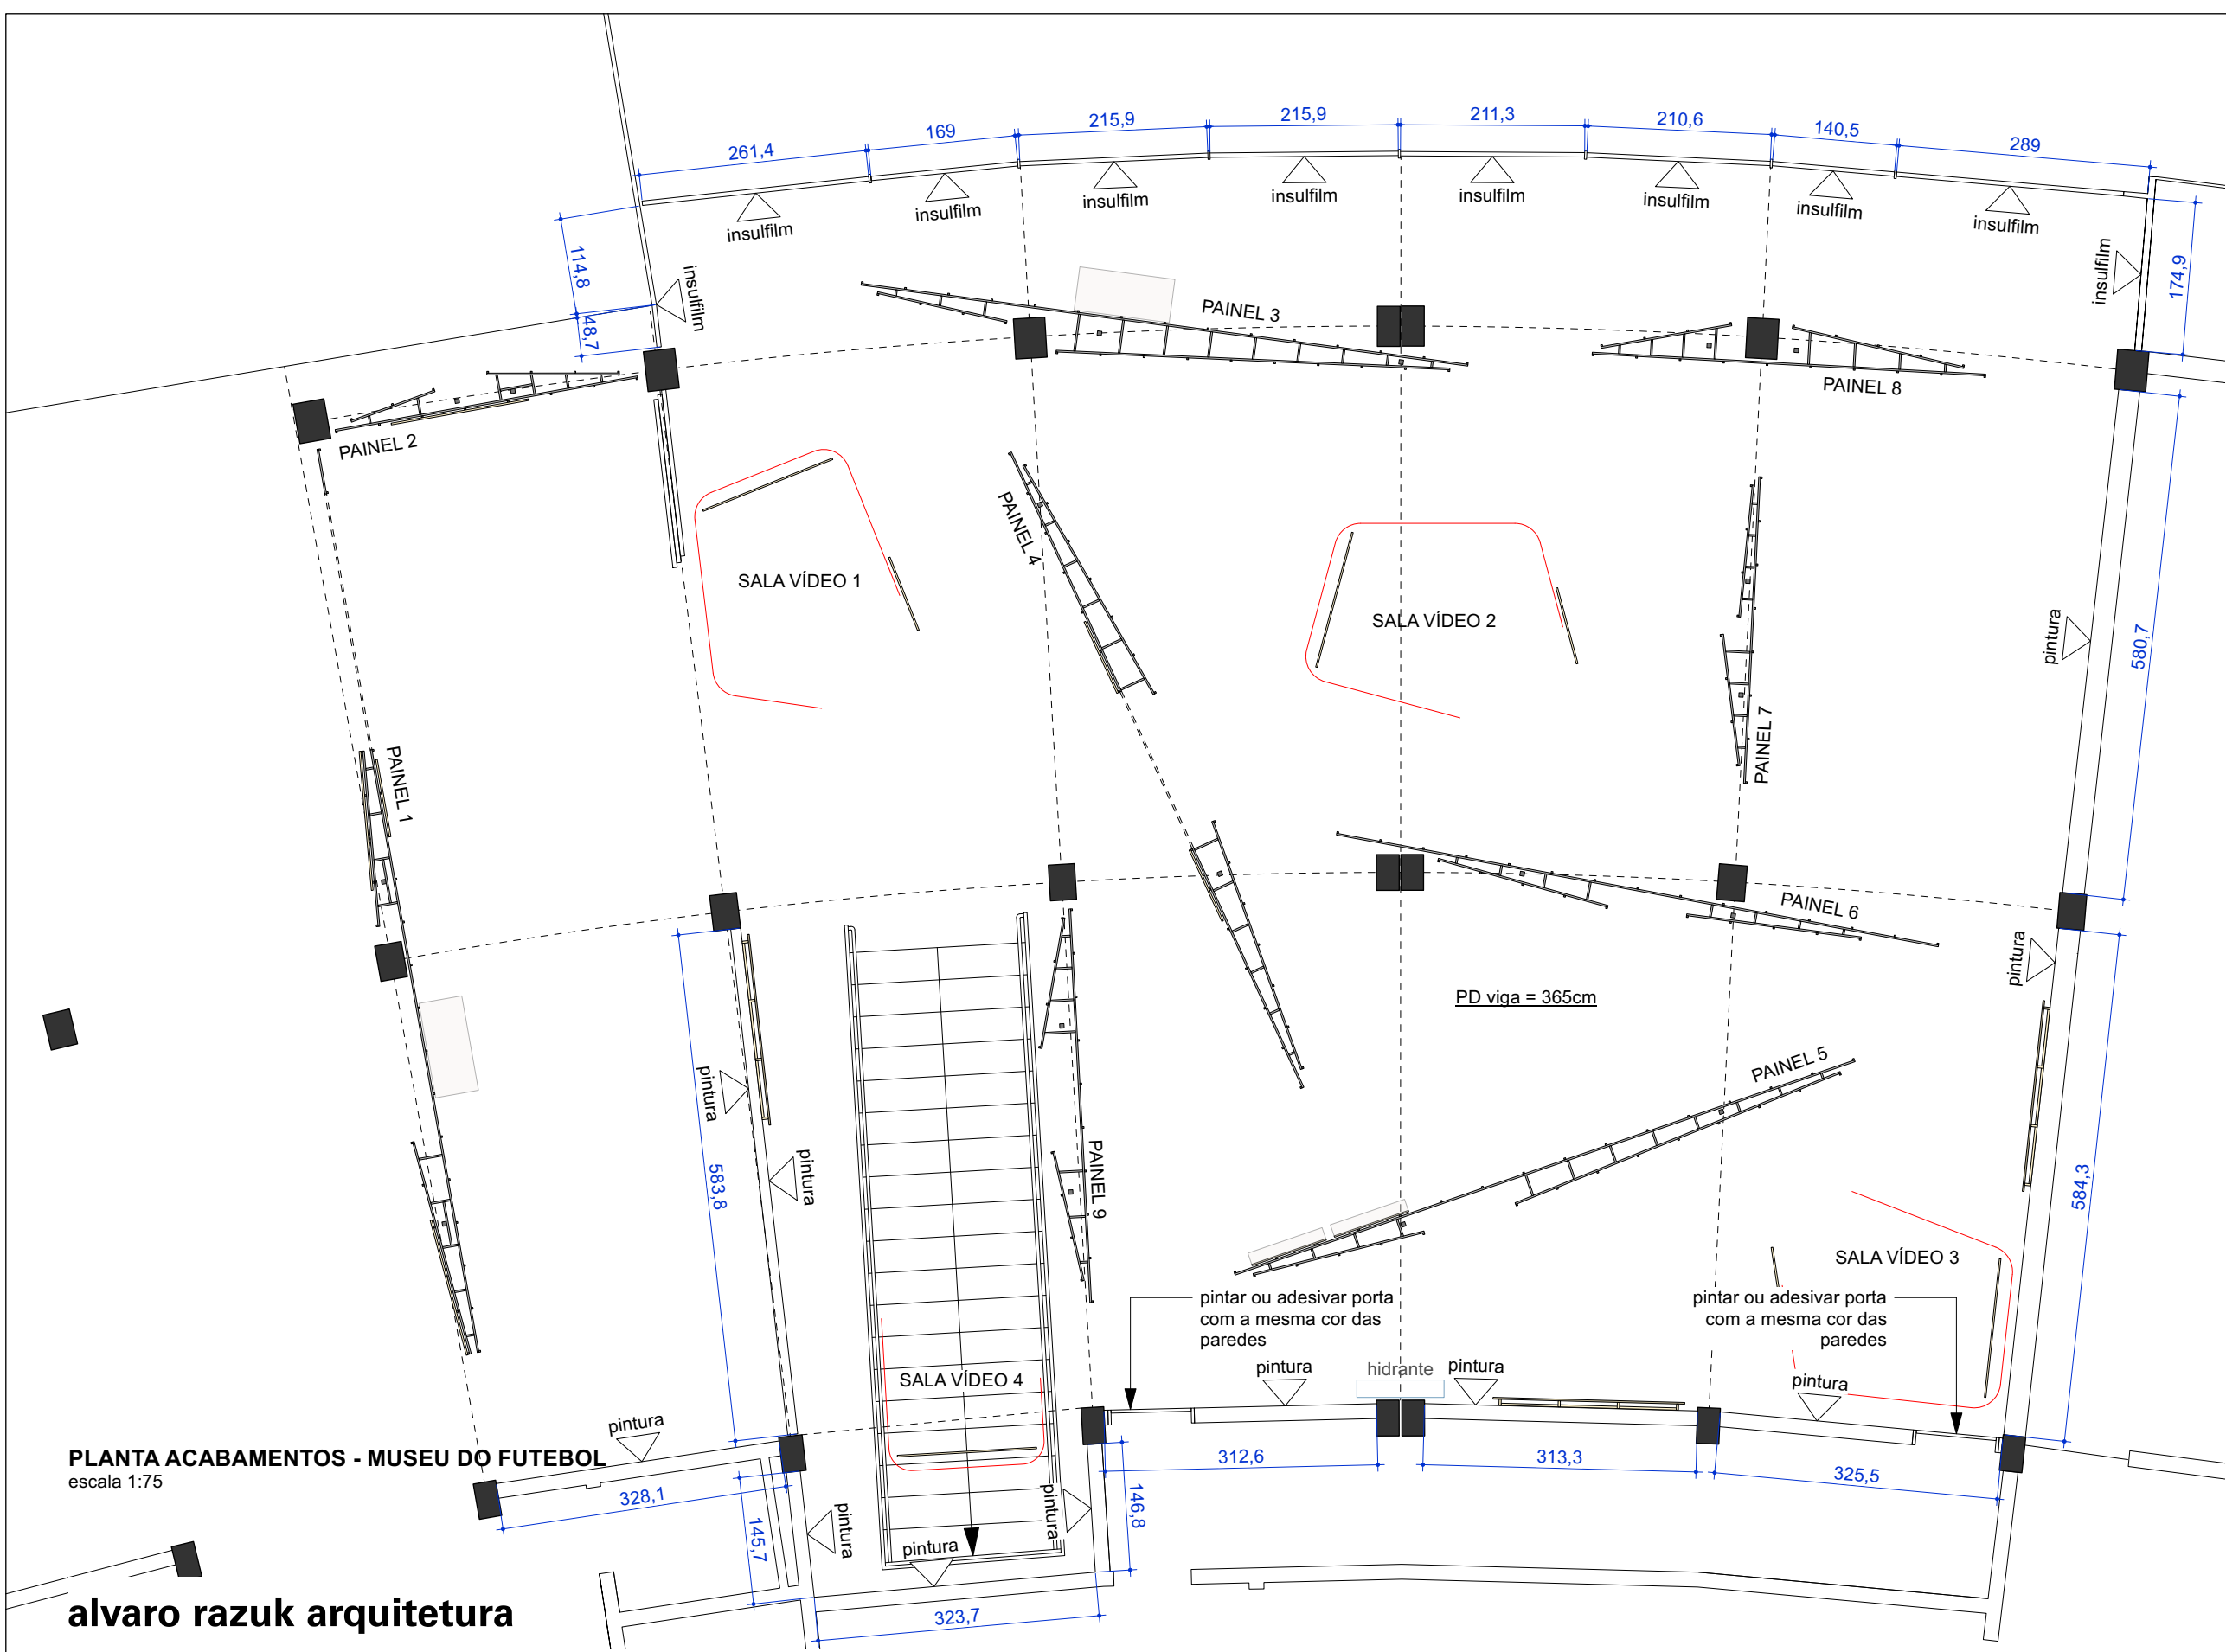 261,4
169
215,9
215,9
211,3
210,6
140,5
289
insulfilm
insulfilm
insulfilm
insulfilm
insulfilm
insulfilm
insulfilm
insulfilm
114,8
48,7
insulfilm
insulfilm
174,9
PAINEL 3
PAINEL 8
PAINEL 2
PAINEL 4
SALA VÍDEO 1
SALA VÍDEO 2
pintura
580,7
PAINEL 7
PAINEL 1
PAINEL 6
pintura
PD viga = 365cm
pintura
PAINEL 5
583,8
pintura
PAINEL 9
584,3
SALA VÍDEO 3
pintar ou adesivar porta
com a mesma cor das
paredes
pintar ou adesivar porta
com a mesma cor das
paredes
SALA VÍDEO 4
pintura
hidrante
pintura
pintura
pintura
PLANTA ACABAMENTOS - MUSEU DO FUTEBOL
escala 1:75
312,6
313,3
325,5
328,1
145,7
pintura
pintura
146,8
pintura
323,7
alvaro razuk arquitetura